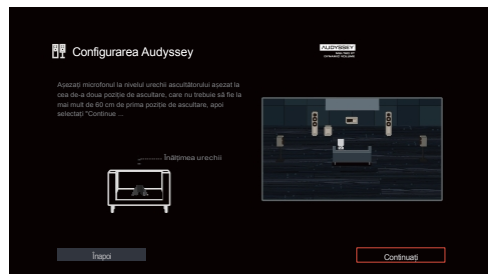 Configurarea Audyssey
AUDYSSEY
Așezați microfonul la nivelul urechii ascultătorului așezat la
cea de-a doua poziție de ascultare, care nu trebuie să fie la
mai mult de 60 cm de prima poziție de ascultare, apoi
selectați "Continue ...
Înălțimea urechii
Înapoi
Continuați